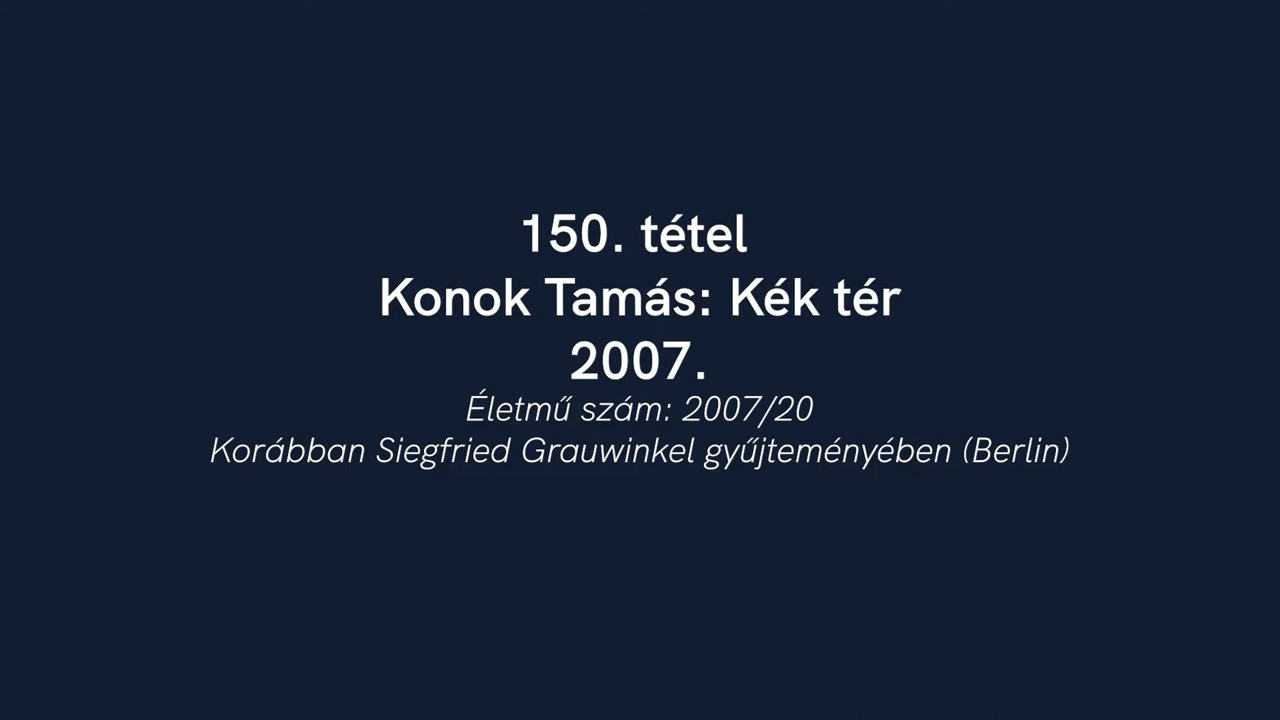 150. tétel
Konok Tamás: Kék tér
2007.
Életmű szám: 2007/20
Korábban Siegfried Grauwinkel gyűjteményében (Berlin)